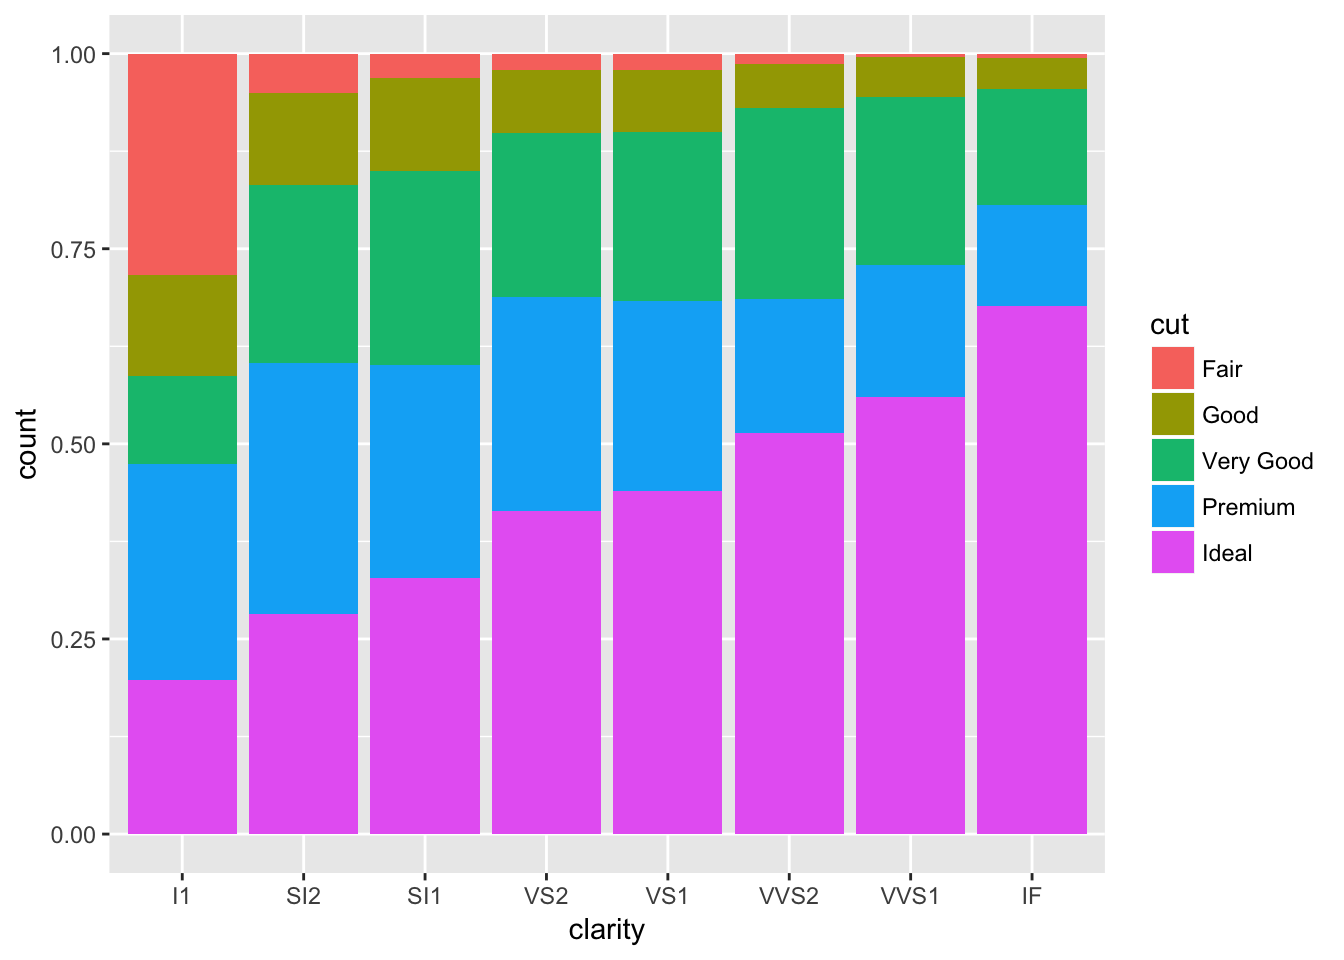 1.00
0.75
0.50
0.25
0.00
count
I1 SI2 SI1 VS2 VS1 VVS2 VVS1 IF
clarity
cut
Fair
Good
Very Good
Premium
Ideal